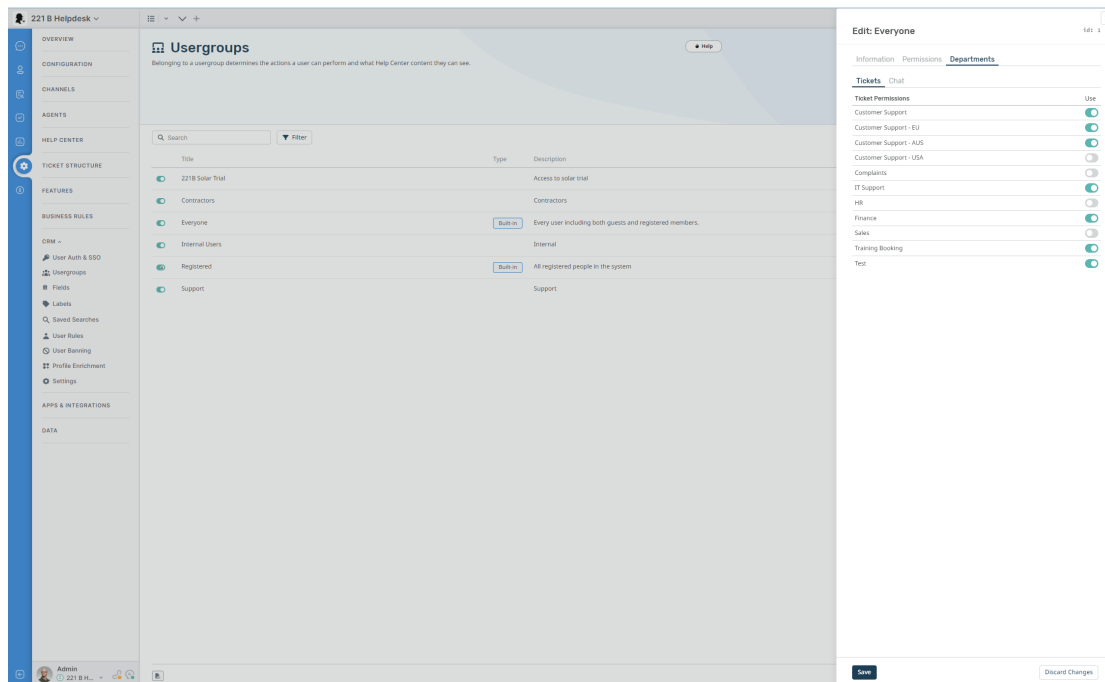 221 B Helpdesk
OVERVIEW
CONFIGURATION
CHANNELS
AGENTS
HELP CENTER
TICKET STRUCTURE
FEATURES
BUSINESS RULES
CRM
User Auth & SSO
Usergroups
Fields
Labels
Saved Searches
User Rules
User Banning
Profile Enrichment
Settings
APPS & INTEGRATIONS
DATA
Admin
221 B H...
Usergroups
Help
Belonging to a usergroup determines the actions a user can perform and what Help Center content they can see.
Search
Filter
Title Type Description
221B Solar Trial Access to solar trial
Contractors Contractors
Everyone Built-in Every user including both guests and registered members.
Internal Users Internal
Registered Built-in All registered people in the system
Support Support
Edit: Everyone
Information Permissions Departments
Tickets Chat
Ticket Permissions Use
Customer Support
Customer Support - EU
Customer Support - AUS
Customer Support - USA
Complaints
IT Support
HR
Finance
Sales
Training Booking
Test
Save Discard Changes